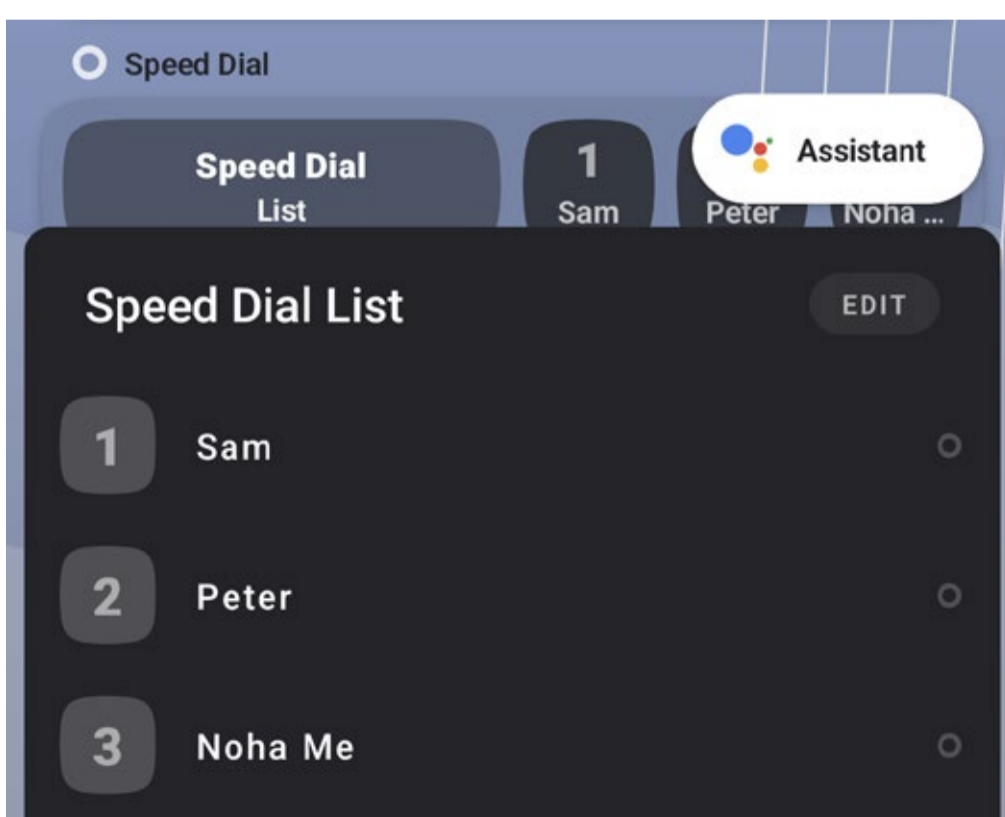 Speed Dial
Speed Dial
List
1
Sam
Peter
Noha ...
Assistant
Speed Dial List
EDIT
1
Sam
2
Peter
3
Noha Me